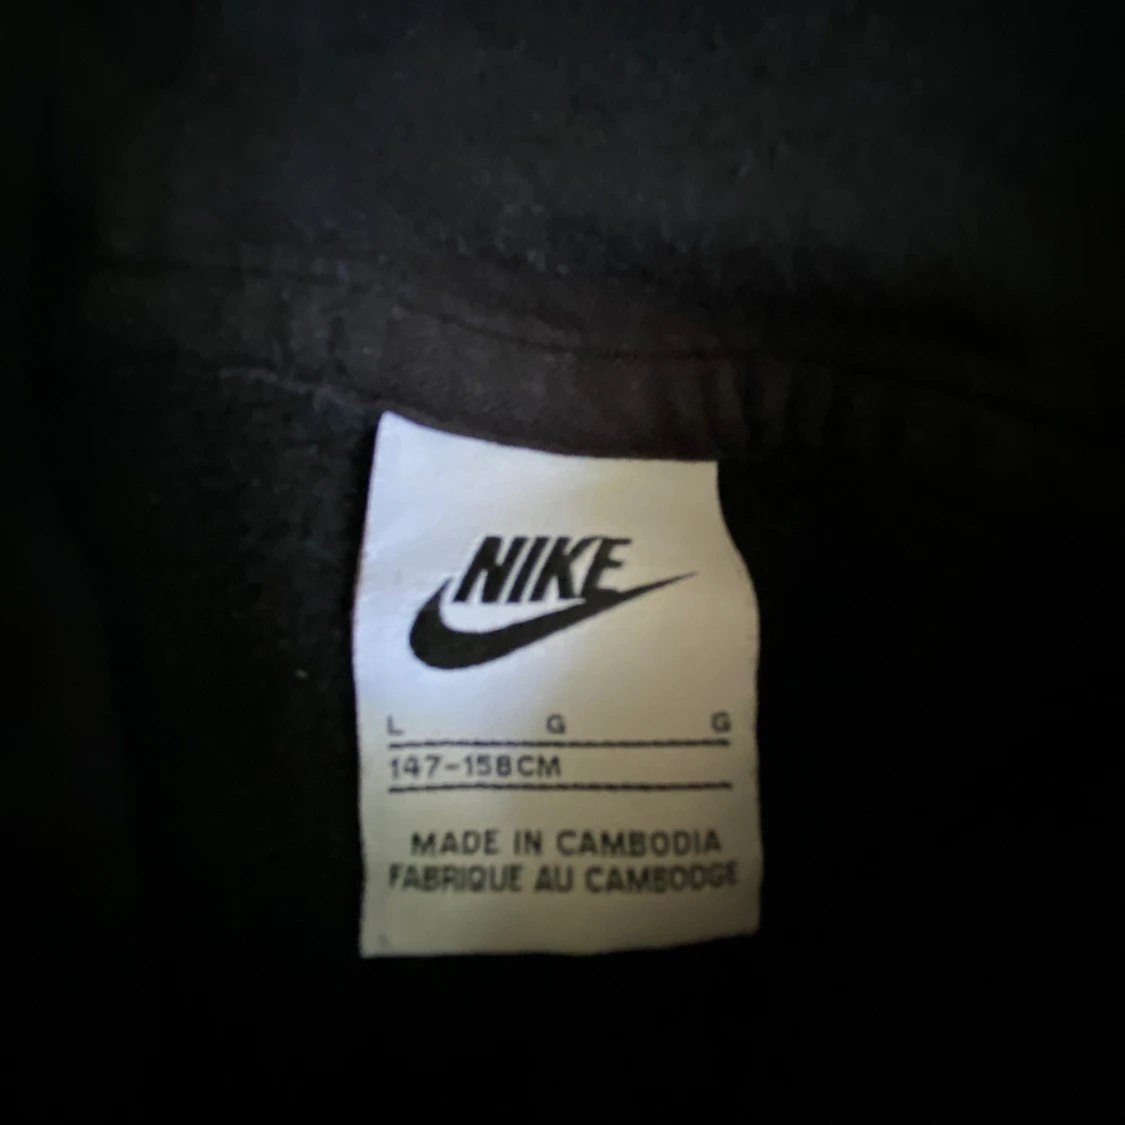 NIKE
L G G
147-158CM
MADE IN CAMBODIA
FABRIQUE AU CAMBODGE